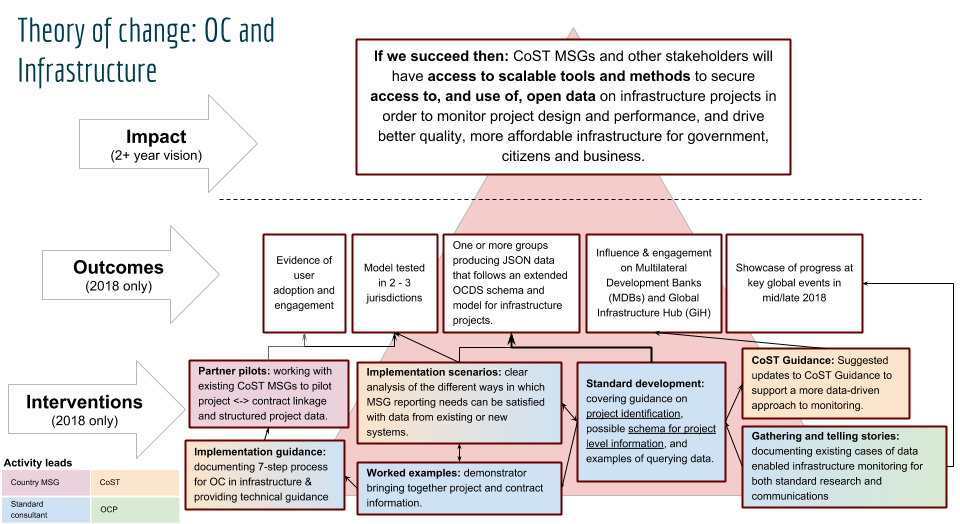 Theory of change: OC and
Infrastructure
If we succeed then: CoST MSGs and other stakeholders will
have access to scalable tools and methods to secure
access to, and use of, open data on infrastructure projects in
order to monitor project design and performance, and drive
better quality, more affordable infrastructure for government,
citizens and business.
Impact
(2+ year vision)
Outcomes
(2018 only)
Evidence of
user
adoption and
engagement
Model tested
in 2 - 3
jurisdictions
One or more groups
producing JSON data
that follows an extended
OCDS schema and
model for infrastructure
projects.
Influence & engagement
on Multilateral
Development Banks
(MDBs) and Global
Infrastructure Hub (GiH)
Showcase of progress at
key global events in
mid/late 2018
Interventions
(2018 only)
Partner pilots: working with
existing CoST MSGs to pilot
project <-> contract linkage
and structured project data.
Implementation scenarios: clear
analysis of the different ways in which
MSG reporting needs can be satisfied
with data from existing or new
systems.
Standard development:
covering guidance on
project identification,
possible schema for project
level information, and
examples of querying data.
CoST Guidance: Suggested
updates to CoST Guidance to
support a more data-driven
approach to monitoring.
Implementation guidance:
documenting 7-step process
for OC in infrastructure &
providing technical guidance
Worked examples: demonstrator
bringing together project and contract
information.
Gathering and telling stories:
documenting existing cases of data
enabled infrastructure monitoring for
both standard research and
communications
Activity leads
Country MSG
CoST
Standard
consultant
OCP